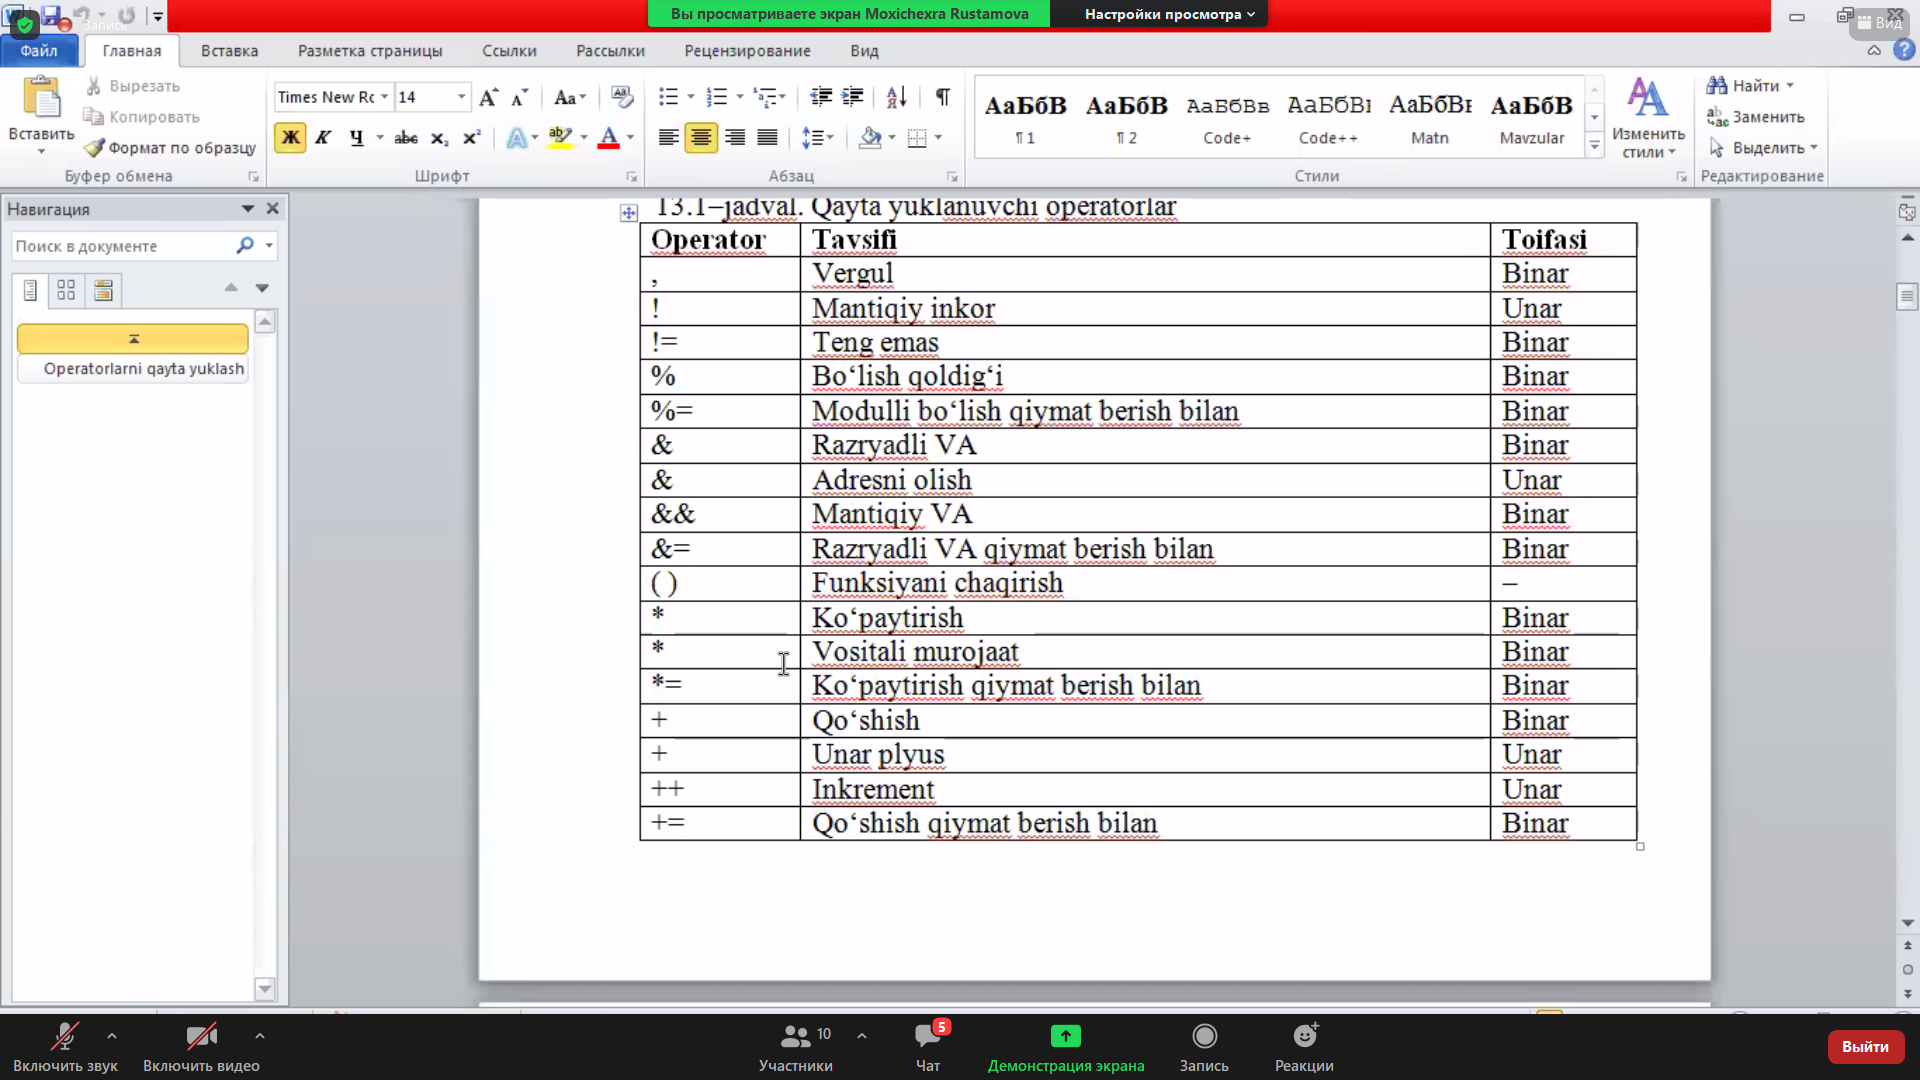 Запись
Вы просматриваете экран Moxichexra Rustamova
Настройки просмотра
Вид
Файл
Главная
Вставка
Разметка страницы
Ссылки
Рассылки
Рецензирование
Вид
Вставить
Вырезать
Копировать
Формат по образцу
Буфер обмена
Times New Rc
14
Aa
Ж К Ч abc x₂ x²
Шрифт
Абзац
АаБбВ АаБбВ АаБбВв АаБбВı АаБбВı АаБбВ
¶ 1 ¶ 2 Code+ Code++ Matn Mavzular
Стили
Изменить
стили
Найти
Заменить
Выделить
Редактирование
Навигация
Поиск в документе
Operatorlarni qayta yuklash
13.1–jadval. Qayta yuklanuvchi operatorlar
Operator Tavsifi Toifasi
, Vergul Binar
! Mantiqiy inkor Unar
!= Teng emas Binar
% Bo‘lish qoldig‘i Binar
%= Modulli bo‘lish qiymat berish bilan Binar
& Razryadli VA Binar
& Adresni olish Unar
&& Mantiqiy VA Binar
&= Razryadli VA qiymat berish bilan Binar
( ) Funksiyani chaqirish –
* Ko‘paytirish Binar
* Vositali murojaat Binar
*= Ko‘paytirish qiymat berish bilan Binar
+ Qo‘shish Binar
+ Unar plyus Unar
++ Inkrement Unar
+= Qo‘shish qiymat berish bilan Binar
Включить звук
Включить видео
10
Участники
5
Чат
Демонстрация экрана
Запись
Реакции
Выйти